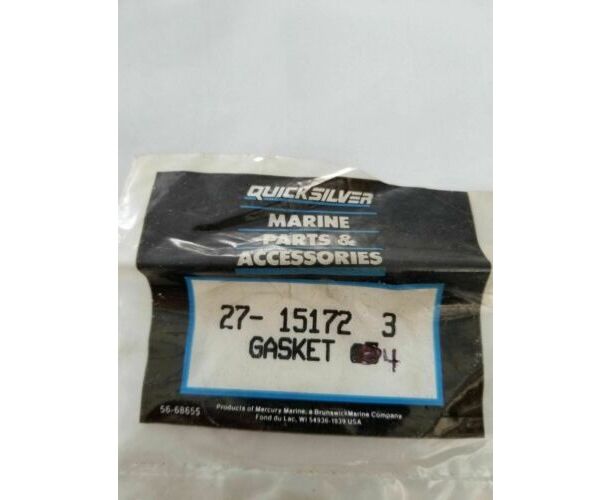 QUICKSILVER
MARINE
PARTS &
ACCESSORIES
27- 15172 3
GASKET 4
56-68655
Products of Mercury Marine, a Brunswick Marine Company
Fond du Lac, WI 54936-1939 USA